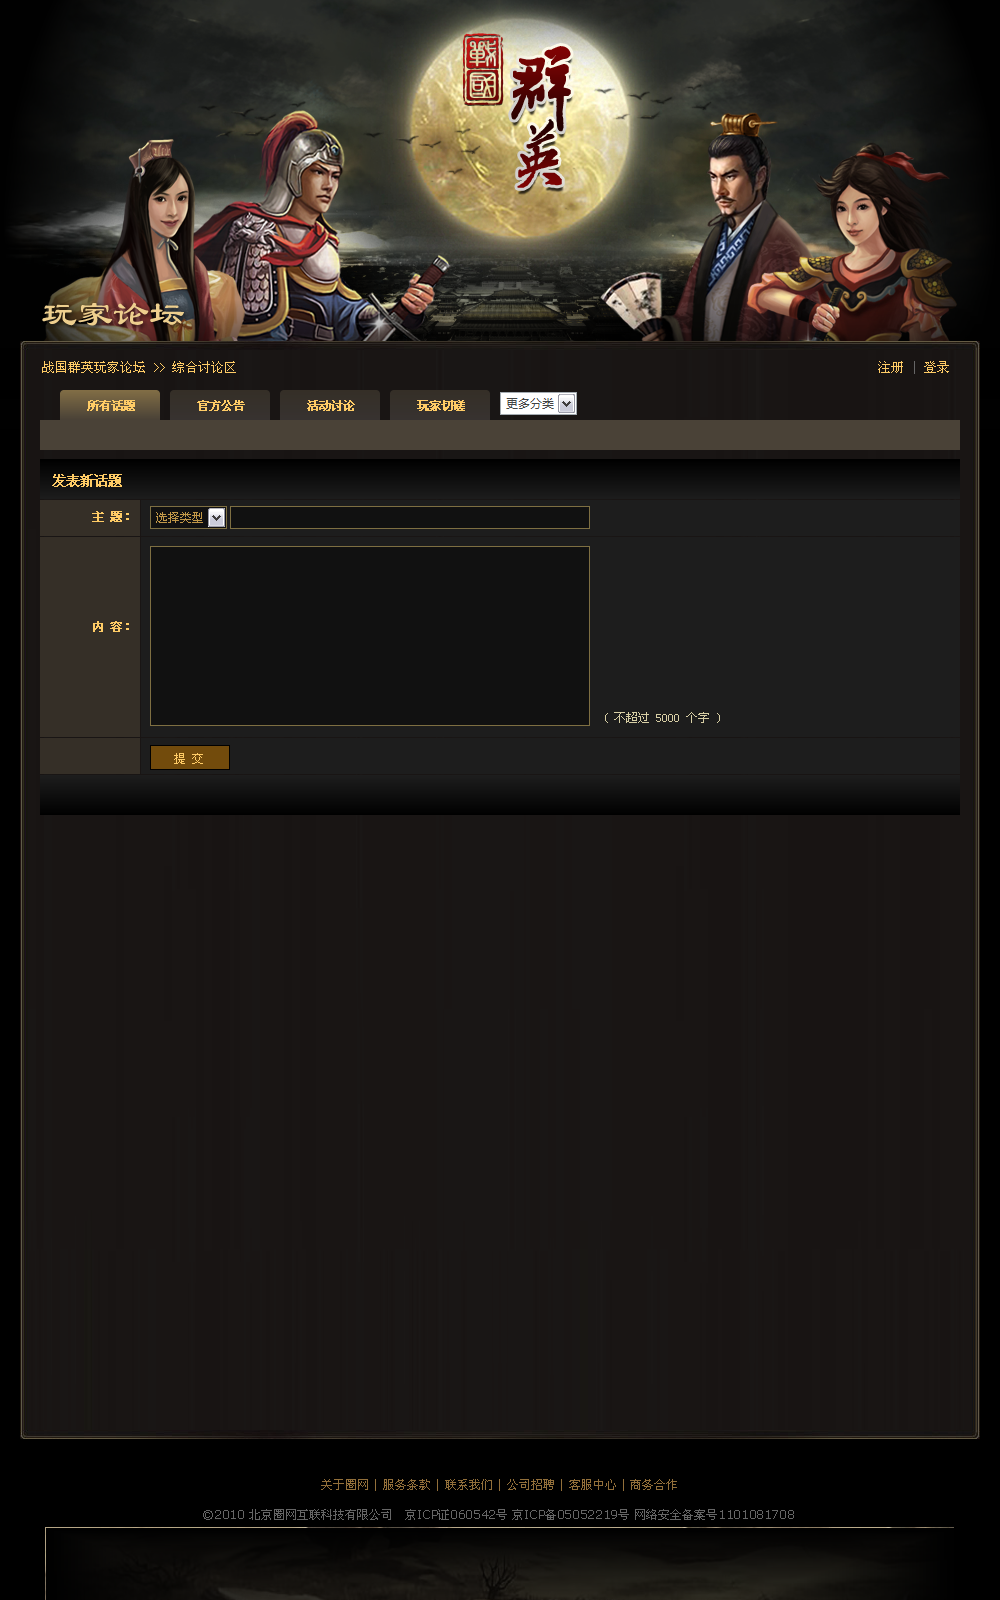 戰國
群英
玩家论坛
战国群英玩家论坛 >> 综合讨论区 注册 | 登录
所有话题 官方公告 活动讨论 玩家切磋 更多分类
发表新话题
主 题： 选择类型
内 容：
（ 不超过 5000 个字 ）
提 交
关于圈网 | 服务条款 | 联系我们 | 公司招聘 | 客服中心 | 商务合作
©2010 北京圈网互联科技有限公司 京ICP证060542号 京ICP备05052219号 网络安全备案号1101081708